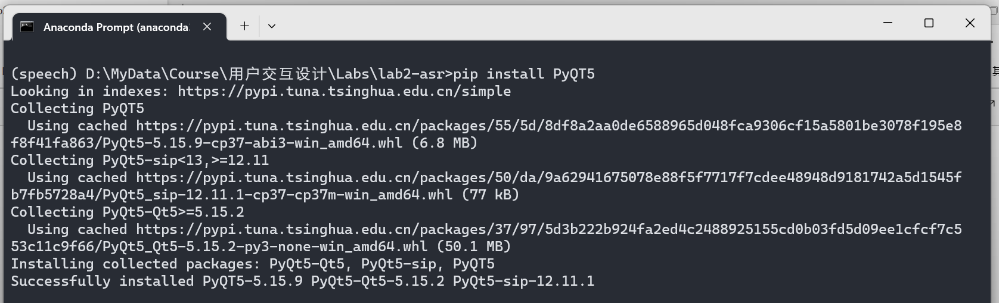 Anaconda Prompt (anaconda
(speech) D:\MyData\Course\用户交互设计\Labs\lab2-asr>pip install PyQT5
Looking in indexes: https://pypi.tuna.tsinghua.edu.cn/simple
Collecting PyQT5
  Using cached https://pypi.tuna.tsinghua.edu.cn/packages/55/5d/8df8a2aa0de6588965d048fca9306cf15a5801be3078f195e8
f8f41fa863/PyQt5-5.15.9-cp37-abi3-win_amd64.whl (6.8 MB)
Collecting PyQt5-sip<13,>=12.11
  Using cached https://pypi.tuna.tsinghua.edu.cn/packages/50/da/9a62941675078e88f5f7717f7cdee48948d9181742a5d1545f
b7fb5728a4/PyQt5_sip-12.11.1-cp37-cp37m-win_amd64.whl (77 kB)
Collecting PyQt5-Qt5>=5.15.2
  Using cached https://pypi.tuna.tsinghua.edu.cn/packages/37/97/5d3b222b924fa2ed4c2488925155cd0b03fd5d09ee1cfcf7c5
53c11c9f66/PyQt5_Qt5-5.15.2-py3-none-win_amd64.whl (50.1 MB)
Installing collected packages: PyQt5-Qt5, PyQt5-sip, PyQT5
Successfully installed PyQT5-5.15.9 PyQt5-Qt5-5.15.2 PyQt5-sip-12.11.1